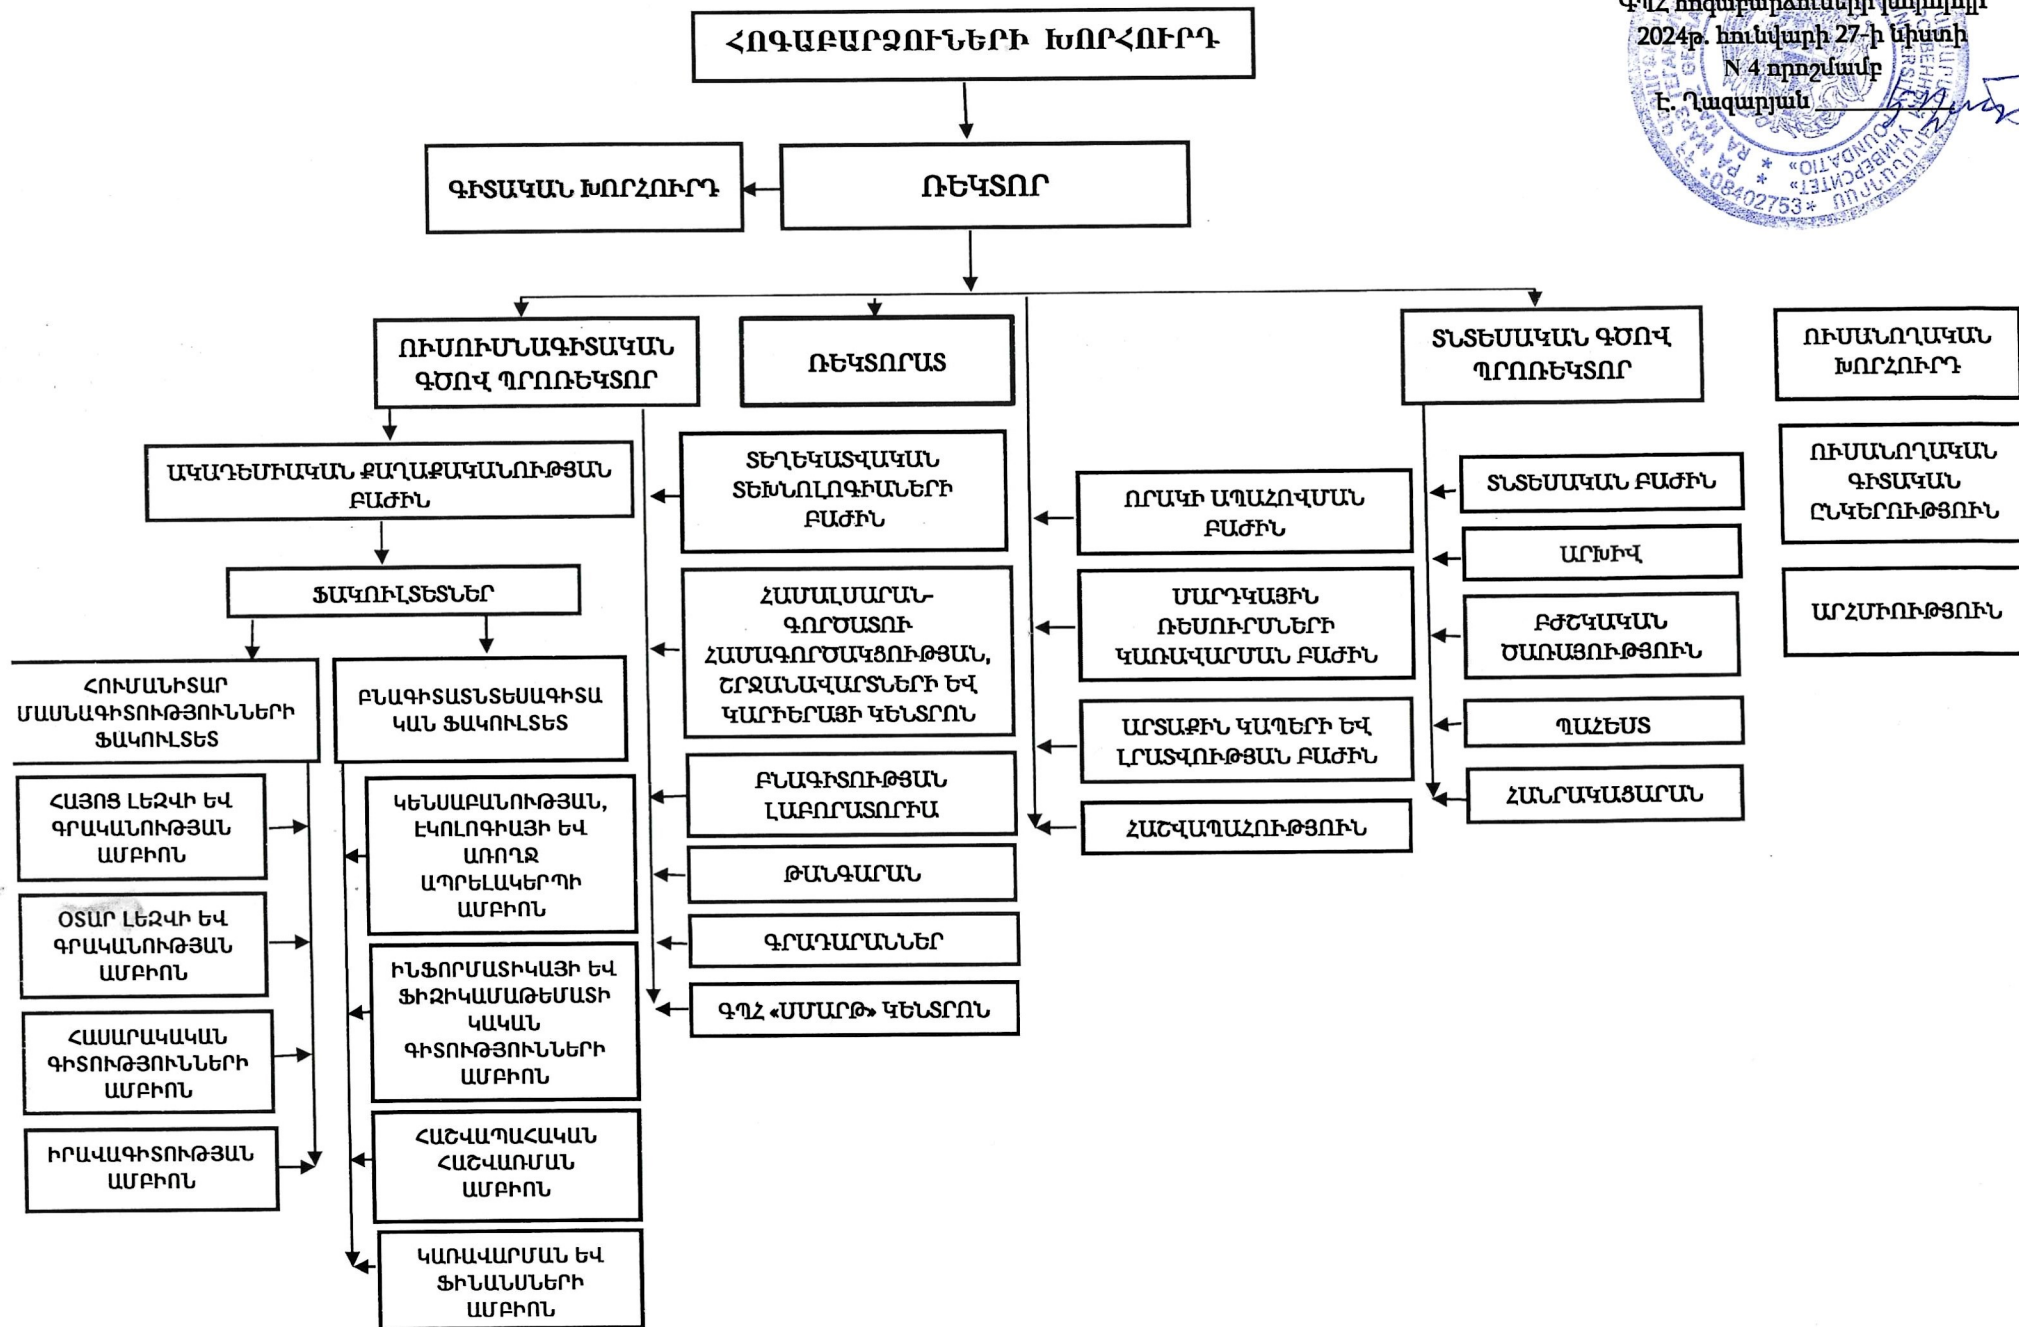 ԳՊՀ հոգաբարձուների խորհրդի
2024թ. հունվարի 27-ի նիստի
N 4 որոշմամբ
Է. Ղազարյան
*08402753*
ՀՈԳԱԲԱՐՁՈՒՆԵՐԻ ԽՈՐՀՈՒՐԴ
ԳԻՏԱԿԱՆ ԽՈՐՀՈՒՐԴ
ՌԵԿՏՈՐ
ՈՒՍՈՒՄՆԱԳԻՏԱԿԱՆ
ԳԾՈՎ ՊՐՈՌԵԿՏՈՐ
ՌԵԿՏՈՐԱՏ
ՏՆՏԵՍԱԿԱՆ ԳԾՈՎ
ՊՐՈՌԵԿՏՈՐ
ՈՒՍԱՆՈՂԱԿԱՆ
ԽՈՐՀՈՒՐԴ
ԱԿԱԴԵՄԻԱԿԱՆ ՔԱՂԱՔԱԿԱՆՈՒԹՅԱՆ
ԲԱԺԻՆ
ՖԱԿՈՒԼՏԵՏՆԵՐ
ՀՈՒՄԱՆԻՏԱՐ
ՄԱՍՆԱԳԻՏՈՒԹՅՈՒՆՆԵՐԻ
ՖԱԿՈՒԼՏԵՏ
ԲՆԱԳԻՏԱՏՆՏԵՍԱԳԻՏԱ
ԿԱՆ ՖԱԿՈՒԼՏԵՏ
ՀԱՅՈՑ ԼԵԶՎԻ ԵՎ
ԳՐԱԿԱՆՈՒԹՅԱՆ
ԱՄԲԻՈՆ
ՕՏԱՐ ԼԵԶՎԻ ԵՎ
ԳՐԱԿԱՆՈՒԹՅԱՆ
ԱՄԲԻՈՆ
ՀԱՍԱՐԱԿԱԿԱՆ
ԳԻՏՈՒԹՅՈՒՆՆԵՐԻ
ԱՄԲԻՈՆ
ԻՐԱՎԱԳԻՏՈՒԹՅԱՆ
ԱՄԲԻՈՆ
ԿԵՆՍԱԲԱՆՈՒԹՅԱՆ,
ԷԿՈԼՈԳԻԱՅԻ ԵՎ
ԱՌՈՂՋ
ԱՊՐԵԼԱԿԵՐՊԻ
ԱՄԲԻՈՆ
ԻՆՖՈՐՄԱՏԻԿԱՅԻ ԵՎ
ՖԻԶԻԿԱՄԱԹԵՄԱՏԻ
ԿԱԿԱՆ
ԳԻՏՈՒԹՅՈՒՆՆԵՐԻ
ԱՄԲԻՈՆ
ՀԱՇՎԱՊԱՀԱԿԱՆ
ՀԱՇՎԱՌՄԱՆ
ԱՄԲԻՈՆ
ԿԱՌԱՎԱՐՄԱՆ ԵՎ
ՖԻՆԱՆՍՆԵՐԻ
ԱՄԲԻՈՆ
ՏԵՂԵԿԱՏՎԱԿԱՆ
ՏԵԽՆՈԼՈԳԻԱՆԵՐԻ
ԲԱԺԻՆ
ՀԱՄԱԼՍԱՐԱՆ-
ԳՈՐԾԱՏՈՒ
ՀԱՄԱԳՈՐԾԱԿՑՈՒԹՅԱՆ,
ՇՐՋԱՆԱՎԱՐՏՆԵՐԻ ԵՎ
ԿԱՐԻԵՐԱՅԻ ԿԵՆՏՐՈՆ
ԲՆԱԳԻՏՈՒԹՅԱՆ
ԼԱԲՈՐԱՏՈՐԻԱ
ԹԱՆԳԱՐԱՆ
ԳՐԱԴԱՐԱՆՆԵՐ
ԳՊՀ «ՍՄԱՐԹ» ԿԵՆՏՐՈՆ
ՈՐԱԿԻ ԱՊԱՀՈՎՄԱՆ
ԲԱԺԻՆ
ՄԱՐԴԿԱՅԻՆ
ՌԵՍՈՒՐՍՆԵՐԻ
ԿԱՌԱՎԱՐՄԱՆ ԲԱԺԻՆ
ԱՐՏԱՔԻՆ ԿԱՊԵՐԻ ԵՎ
ԼՐԱՏՎՈՒԹՅԱՆ ԲԱԺԻՆ
ՀԱՇՎԱՊԱՀՈՒԹՅՈՒՆ
ՏՆՏԵՍԱԿԱՆ ԲԱԺԻՆ
ԱՐԽԻՎ
ԲԺՇԿԱԿԱՆ
ԾԱՌԱՅՈՒԹՅՈՒՆ
ՊԱՀԵՍՏ
ՀԱՆՐԱԿԱՑԱՐԱՆ
ՈՒՍԱՆՈՂԱԿԱՆ
ԳԻՏԱԿԱՆ
ԸՆԿԵՐՈՒԹՅՈՒՆ
ԱՐՀՄԻՈՒԹՅՈՒՆ